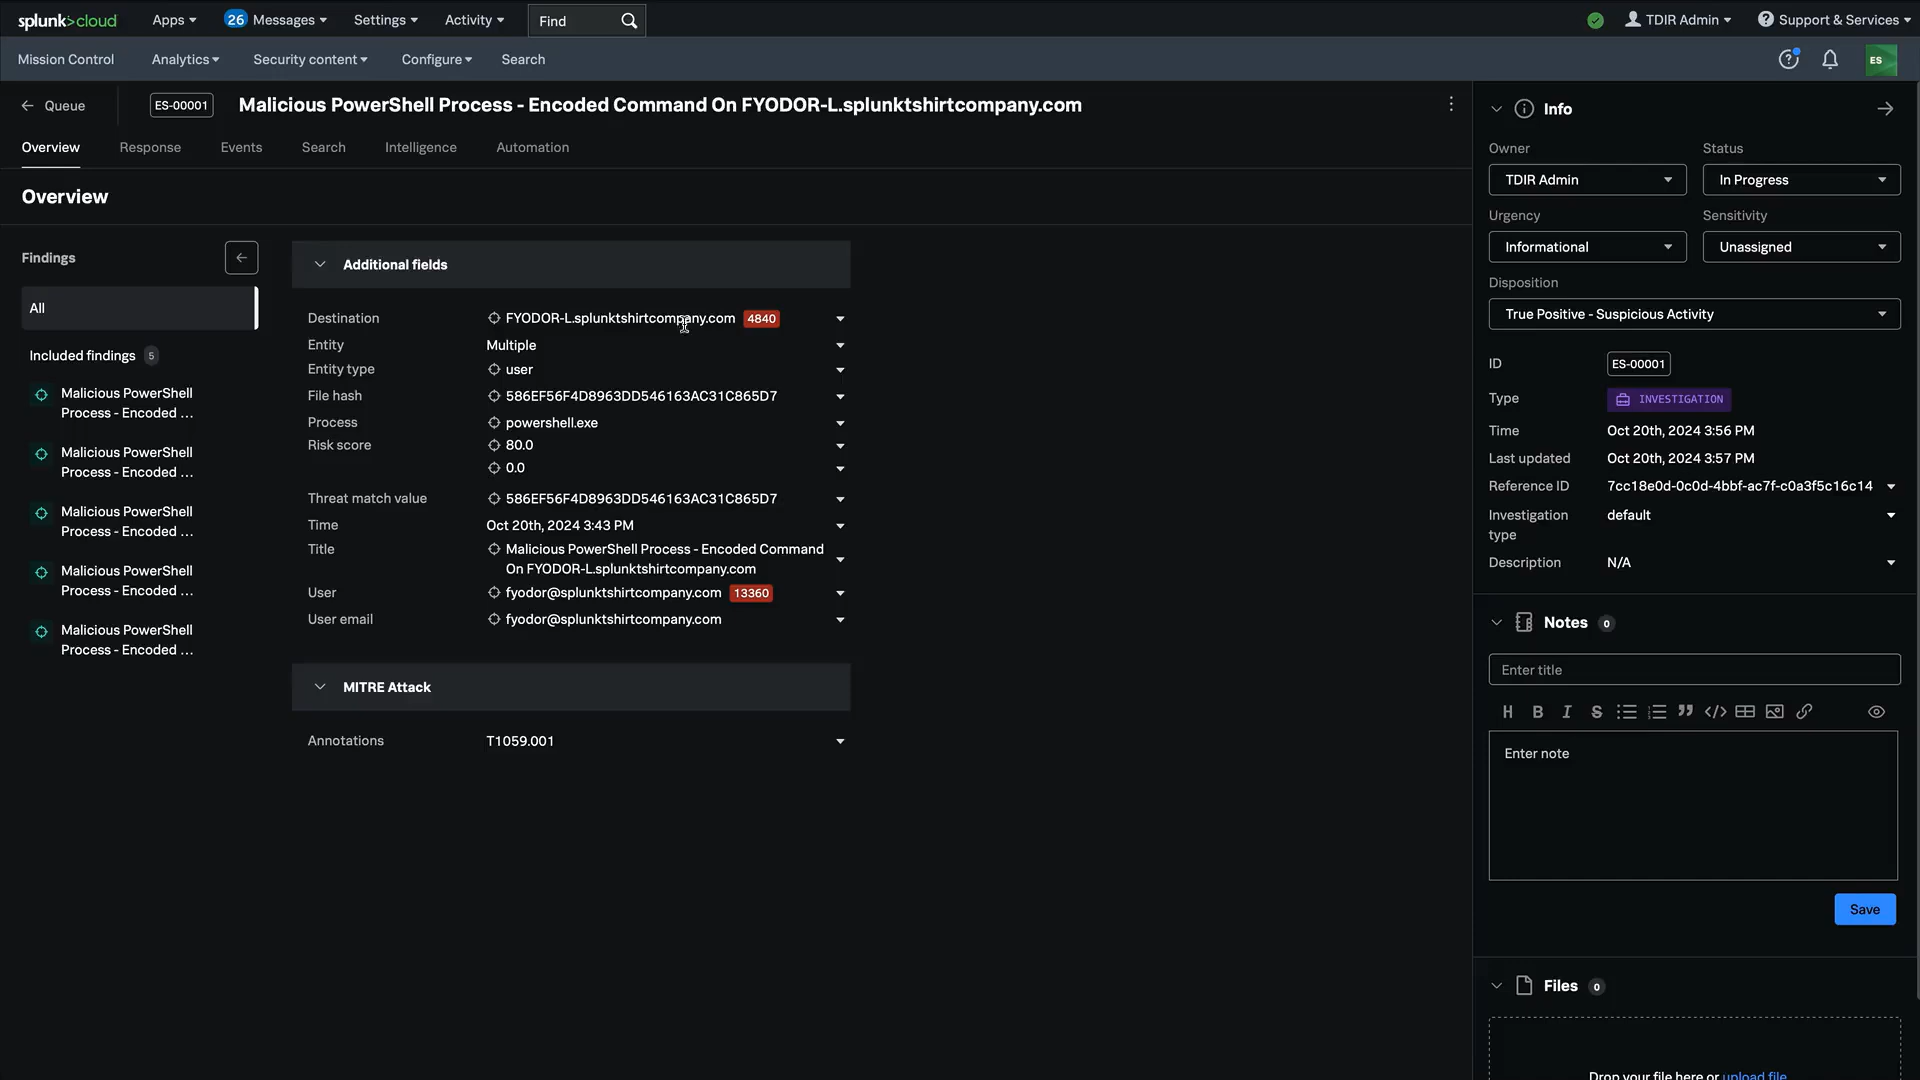 splunk>cloud Apps 26 Messages Settings Activity Find TDIR Admin Support & Services
Mission Control Analytics Security content Configure Search ES
Queue ES-00001 Malicious PowerShell Process - Encoded Command On FYODOR-L.splunktshirtcompany.com
Overview Response Events Search Intelligence Automation
Overview
Findings
All
Included findings 5
Malicious PowerShell
Process - Encoded ...
Malicious PowerShell
Process - Encoded ...
Malicious PowerShell
Process - Encoded ...
Malicious PowerShell
Process - Encoded ...
Malicious PowerShell
Process - Encoded ...
Additional fields
Destination FYODOR-L.splunktshirtcompany.com 4840
Entity Multiple
Entity type user
File hash 586EF56F4D8963DD546163AC31C865D7
Process powershell.exe
Risk score 80.0
0.0
Threat match value 586EF56F4D8963DD546163AC31C865D7
Time Oct 20th, 2024 3:43 PM
Title Malicious PowerShell Process - Encoded Command
On FYODOR-L.splunktshirtcompany.com
User fyodor@splunktshirtcompany.com 13360
User email fyodor@splunktshirtcompany.com
MITRE Attack
Annotations T1059.001
Info
Owner Status
TDIR Admin In Progress
Urgency Sensitivity
Informational Unassigned
Disposition
True Positive - Suspicious Activity
ID ES-00001
Type INVESTIGATION
Time Oct 20th, 2024 3:56 PM
Last updated Oct 20th, 2024 3:57 PM
Reference ID 7cc18e0d-0c0d-4bbf-ac7f-c0a3f5c16c14
Investigation default
type
Description N/A
Notes 0
Enter title
H B I S
Enter note
Save
Files 0
Drop your file here or upload file